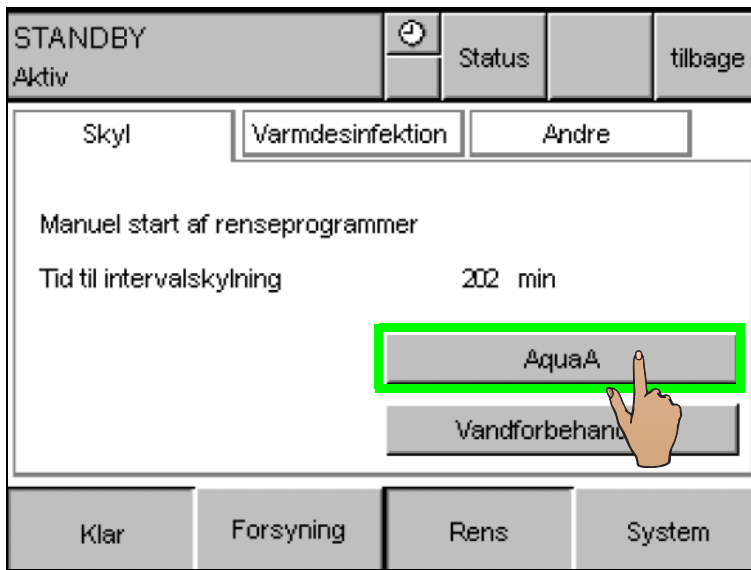 STANDBY
Aktiv
Status
tilbage
Skyl
Varmdesinfektion
Andre
Manuel start af renseprogrammer
Tid til intervalskylning 202 min
AquaA
Klar
Forsyning
Rens
System